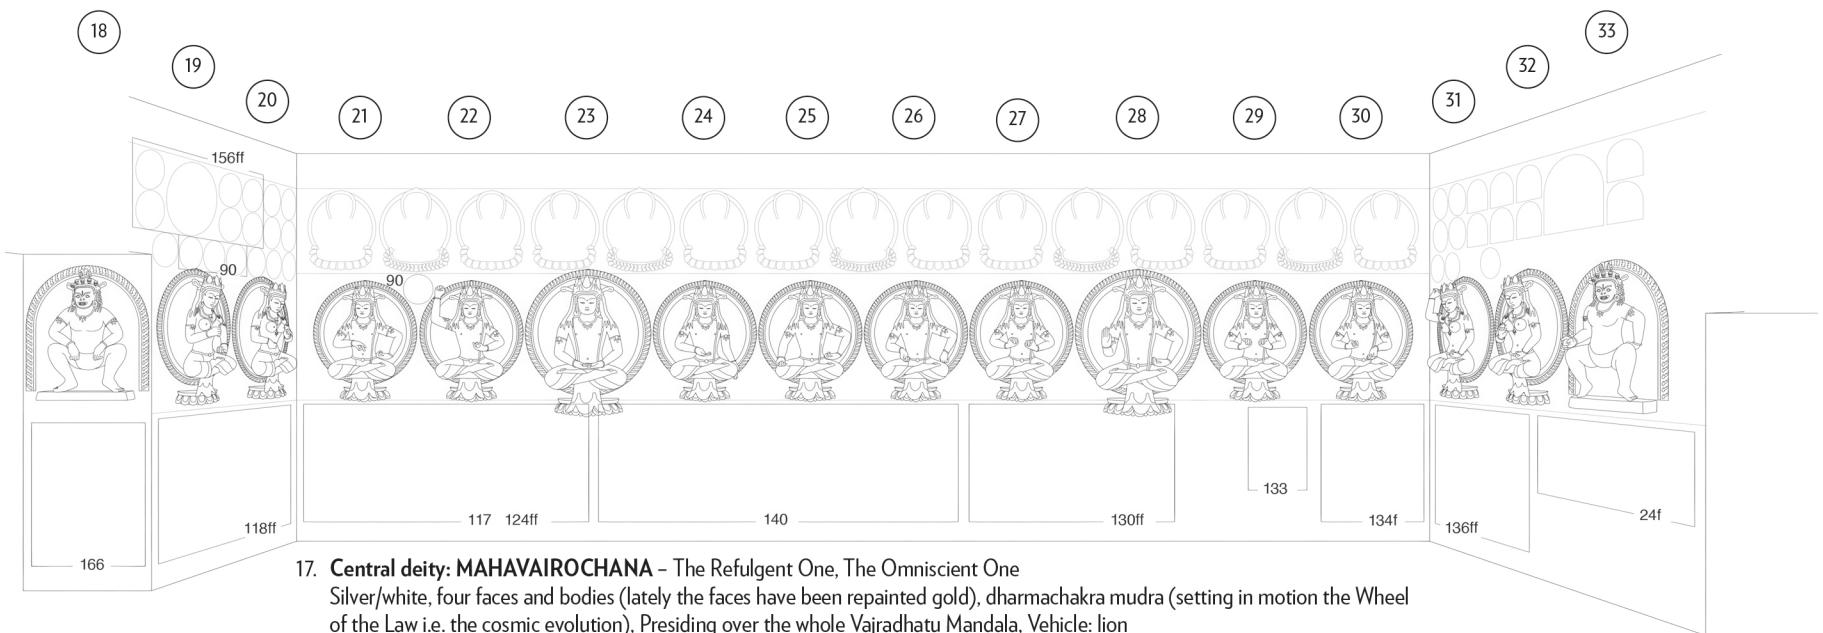 18
19
20
21
22
23
24
25
26
27
28
29
30
31
32
33
156ff
90
90
166
118ff
117 124ff
140
130ff
133
134f
136ff
24f
17. Central deity: MAHAVAIROCHANA – The Refulgent One, The Omniscient One
Silver/white, four faces and bodies (lately the faces have been repainted gold), dharmachakra mudra (setting in motion the Wheel
of the Law i.e. the cosmic evolution), Presiding over the whole Vajradhatu Mandala, Vehicle: lion